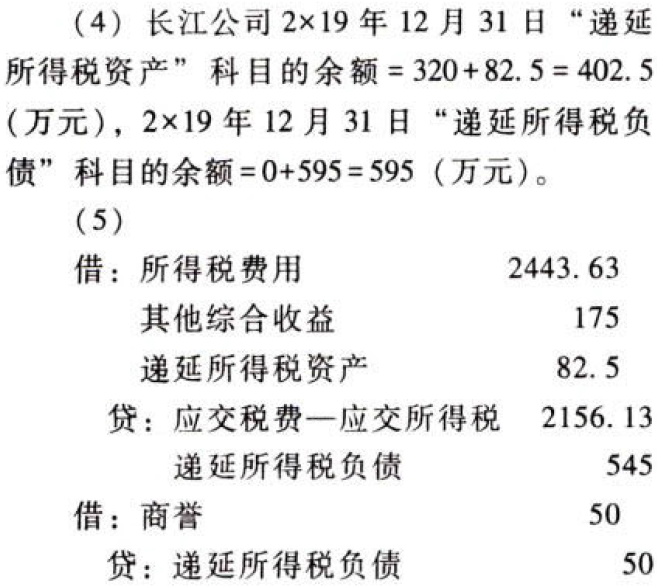 (4) 长江公司 2×19 年 12 月 31 日 “递延
所得税资产” 科目的余额 = 320+82. 5 = 402. 5
(万元), 2×19 年 12 月 31 日 “递延所得税负
债” 科目的余额=0+595=595 (万元)。
(5)
借: 所得税费用 2443. 63
其他综合收益 175
递延所得税资产 82. 5
贷: 应交税费—应交所得税 2156. 13
递延所得税负债 545
借: 商誉 50
贷: 递延所得税负债 50